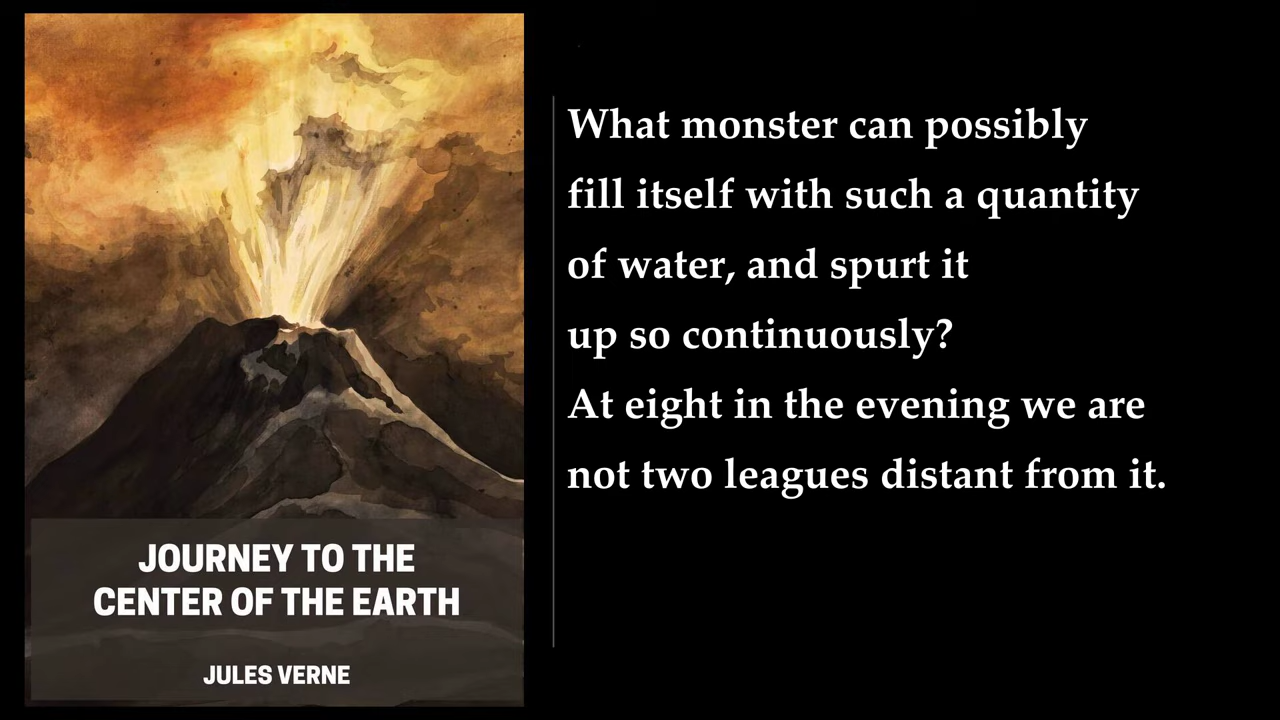 What monster can possibly
fill itself with such a quantity
of water, and spurt it
up so continuously?
At eight in the evening we are
not two leagues distant from it.
JOURNEY TO THE
CENTER OF THE EARTH
JULES VERNE